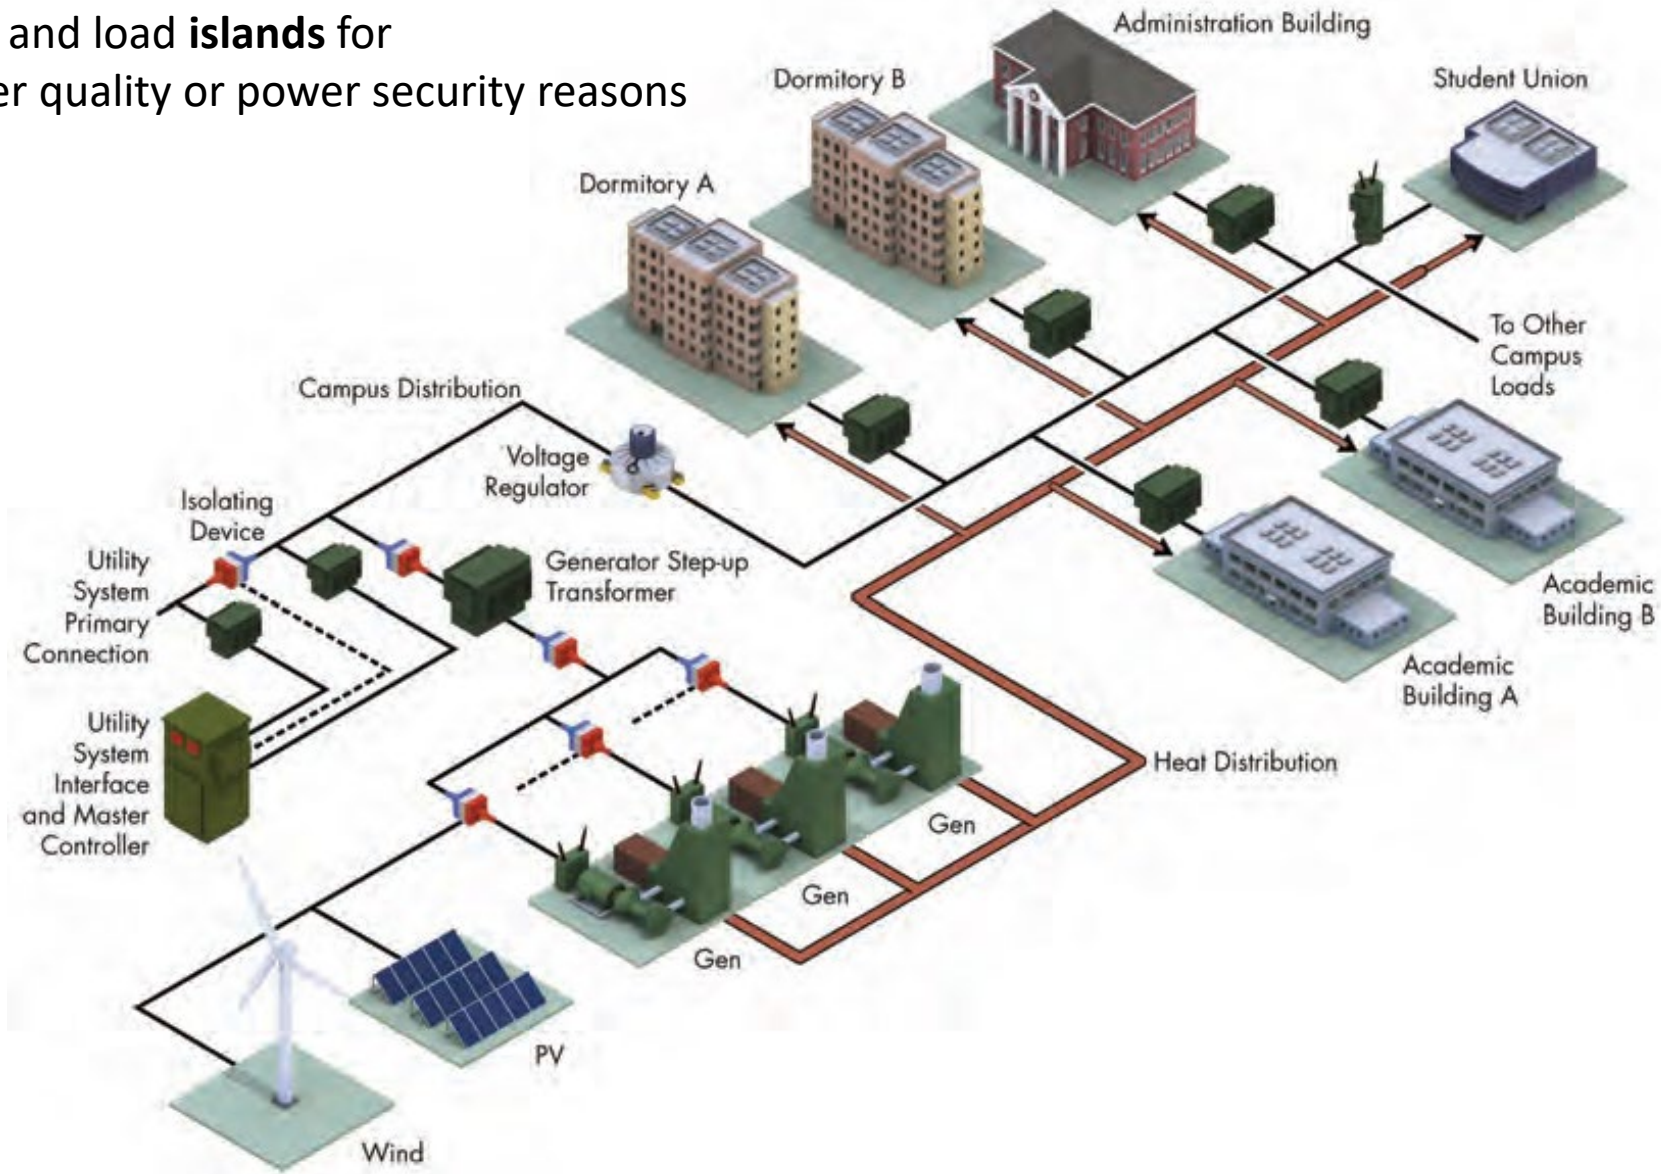 and load islands for
er quality or power security reasons
Administration Building
Dormitory B
Student Union
Dormitory A
To Other
Campus
Loads
Campus Distribution
Voltage
Regulator
Isolating
Device
Utility
System
Primary
Connection
Generator Step-up
Transformer
Academic
Building B
Academic
Building A
Utility
System
Interface
and Master
Controller
Heat Distribution
Gen
Gen
Gen
PV
Wind